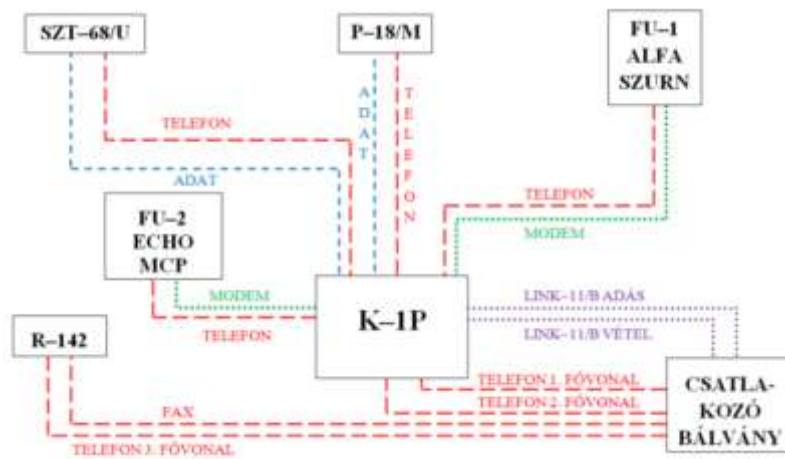 SZT–68/U
P–18/M
FU–1
ALFA
SZURN
TELEFON
ADAT
ADAT
TELEFON
TELEFON
MODEM
FU–2
ECHO
MCP
MODEM
TELEFON
K–1P
LINK–11/B ADÁS
LINK–11/B VÉTEL
R–142
TELEFON 1. FŐVONAL
TELEFON 2. FŐVONAL
FAX
TELEFON 3. FŐVONAL
CSATLA-
KOZÓ
BÁLVÁNY